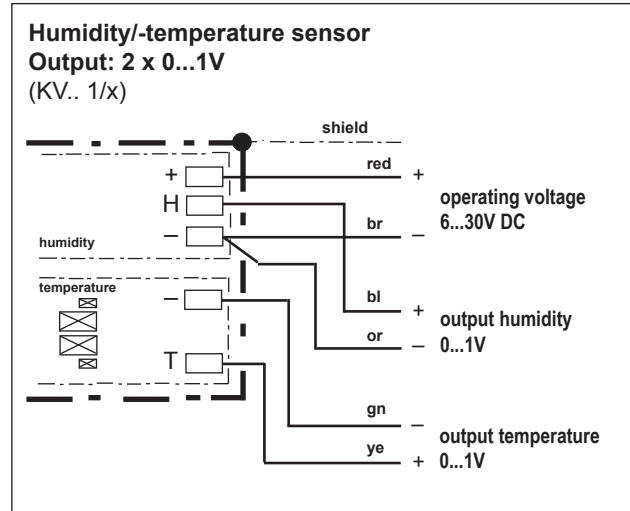 Humidity/-temperature sensor
Output: 2 x 0...1V
(KV.. 1/x)
shield
+ red +
operating voltage
H
6...30V DC
– br –
humidity
temperature
– bl +
output humidity
or – 0...1V
T
gn –
output temperature
ye + 0...1V